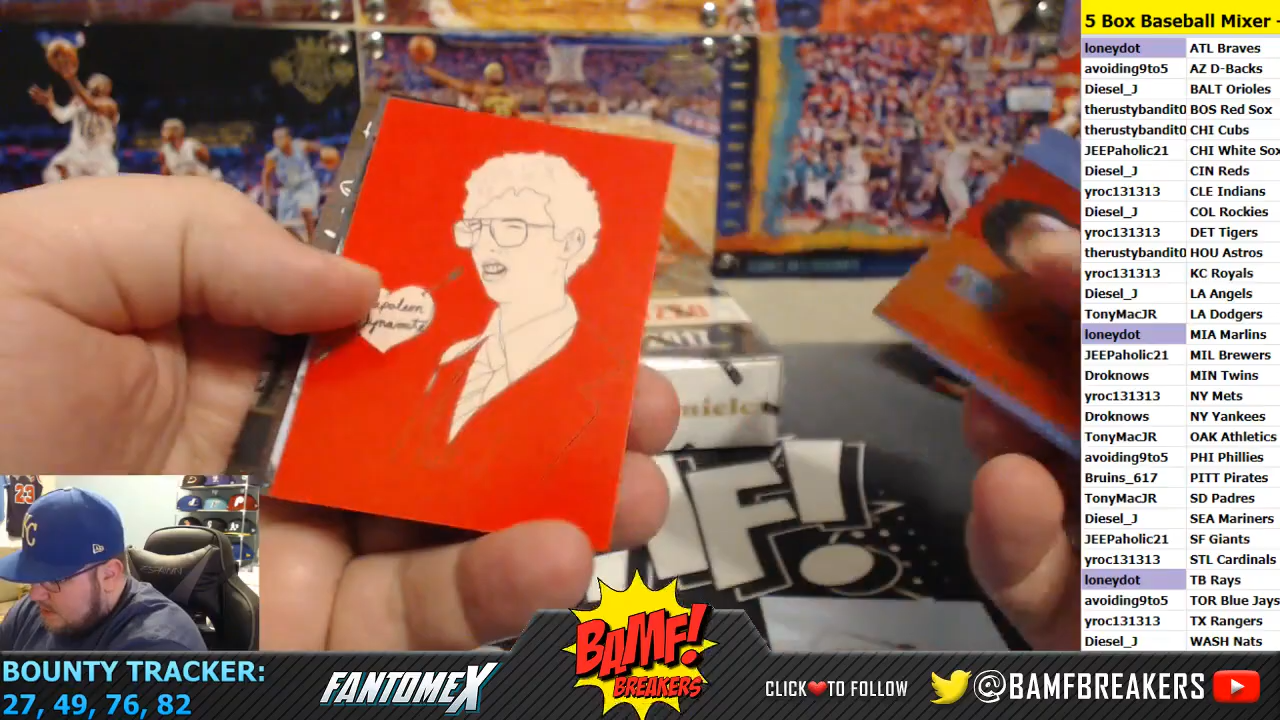 5 Box Baseball Mixer -
loneydot ATL Braves
avoiding9to5 AZ D-Backs
Diesel_J BALT Orioles
therustybandit0 BOS Red Sox
therustybandit0 CHI Cubs
JEEPaholic21 CHI White Sox
Diesel_J CIN Reds
yroc131313 CLE Indians
Diesel_J COL Rockies
yroc131313 DET Tigers
therustybandit0 HOU Astros
yroc131313 KC Royals
Diesel_J LA Angels
TonyMacJR LA Dodgers
loneydot MIA Marlins
JEEPaholic21 MIL Brewers
Droknows MIN Twins
yroc131313 NY Mets
Droknows NY Yankees
TonyMacJR OAK Athletics
avoiding9to5 PHI Phillies
Bruins_617 PITT Pirates
TonyMacJR SD Padres
Diesel_J SEA Mariners
JEEPaholic21 SF Giants
yroc131313 STL Cardinals
loneydot TB Rays
avoiding9to5 TOR Blue Jays
yroc131313 TX Rangers
Diesel_J WASH Nats
poleon
dynamite
23
KC
BOUNTY TRACKER:
27, 49, 76, 82
FANTOMEX
BAMF!
BREAKERS
CLICK TO FOLLOW
@BAMFBREAKERS